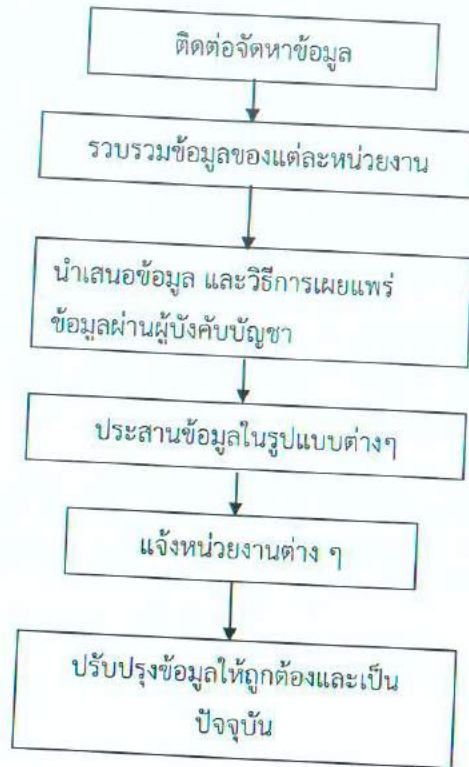 ติดต่อจัดหาข้อมูล
รวบรวมข้อมูลของแต่ละหน่วยงาน
นำเสนอข้อมูล และวิธีการเผยแพร่
ข้อมูลผ่านผู้บังคับบัญชา
ประสานข้อมูลในรูปแบบต่างๆ
แจ้งหน่วยงานต่าง ๆ
ปรับปรุงข้อมูลให้ถูกต้องและเป็น
ปัจจุบัน